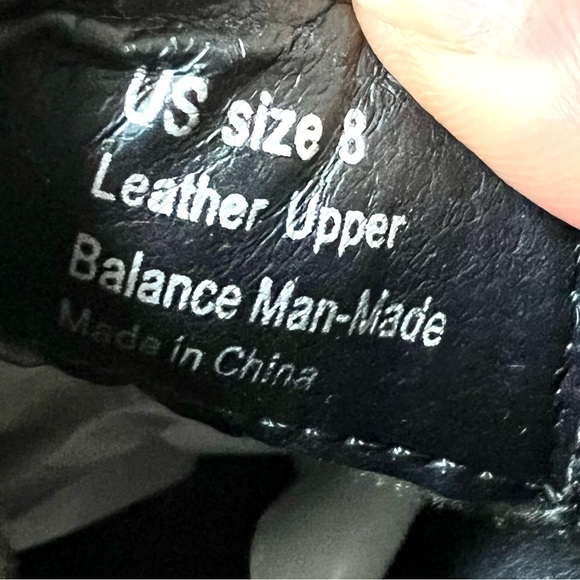 US size 8
Leather Upper
Balance Man-Made
Made in China